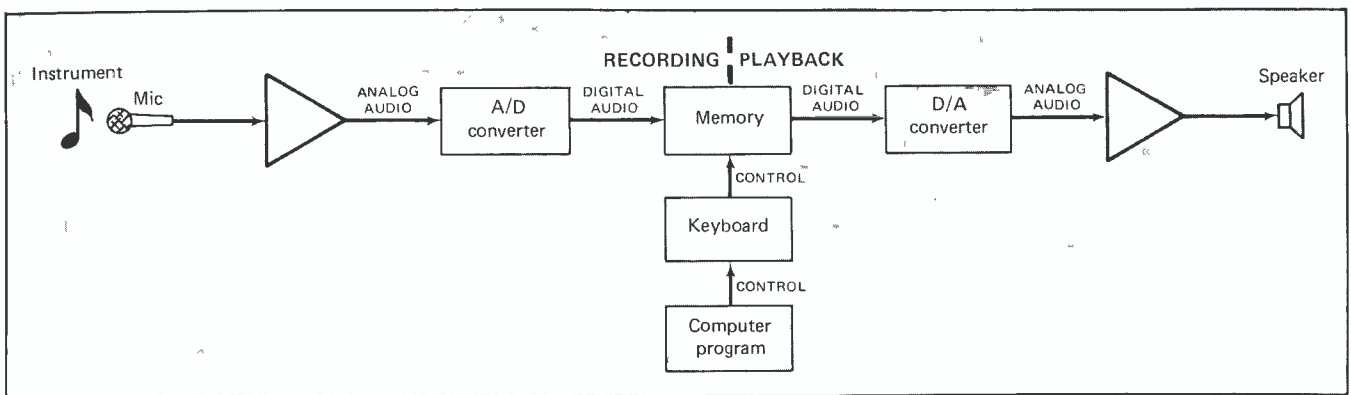 RECORDING PLAYBACK
Instrument
Mic
ANALOG
AUDIO
A/D
converter
DIGITAL
AUDIO
Memory
DIGITAL
AUDIO
D/A
converter
ANALOG
AUDIO
Speaker
CONTROL
Keyboard
CONTROL
Computer
program